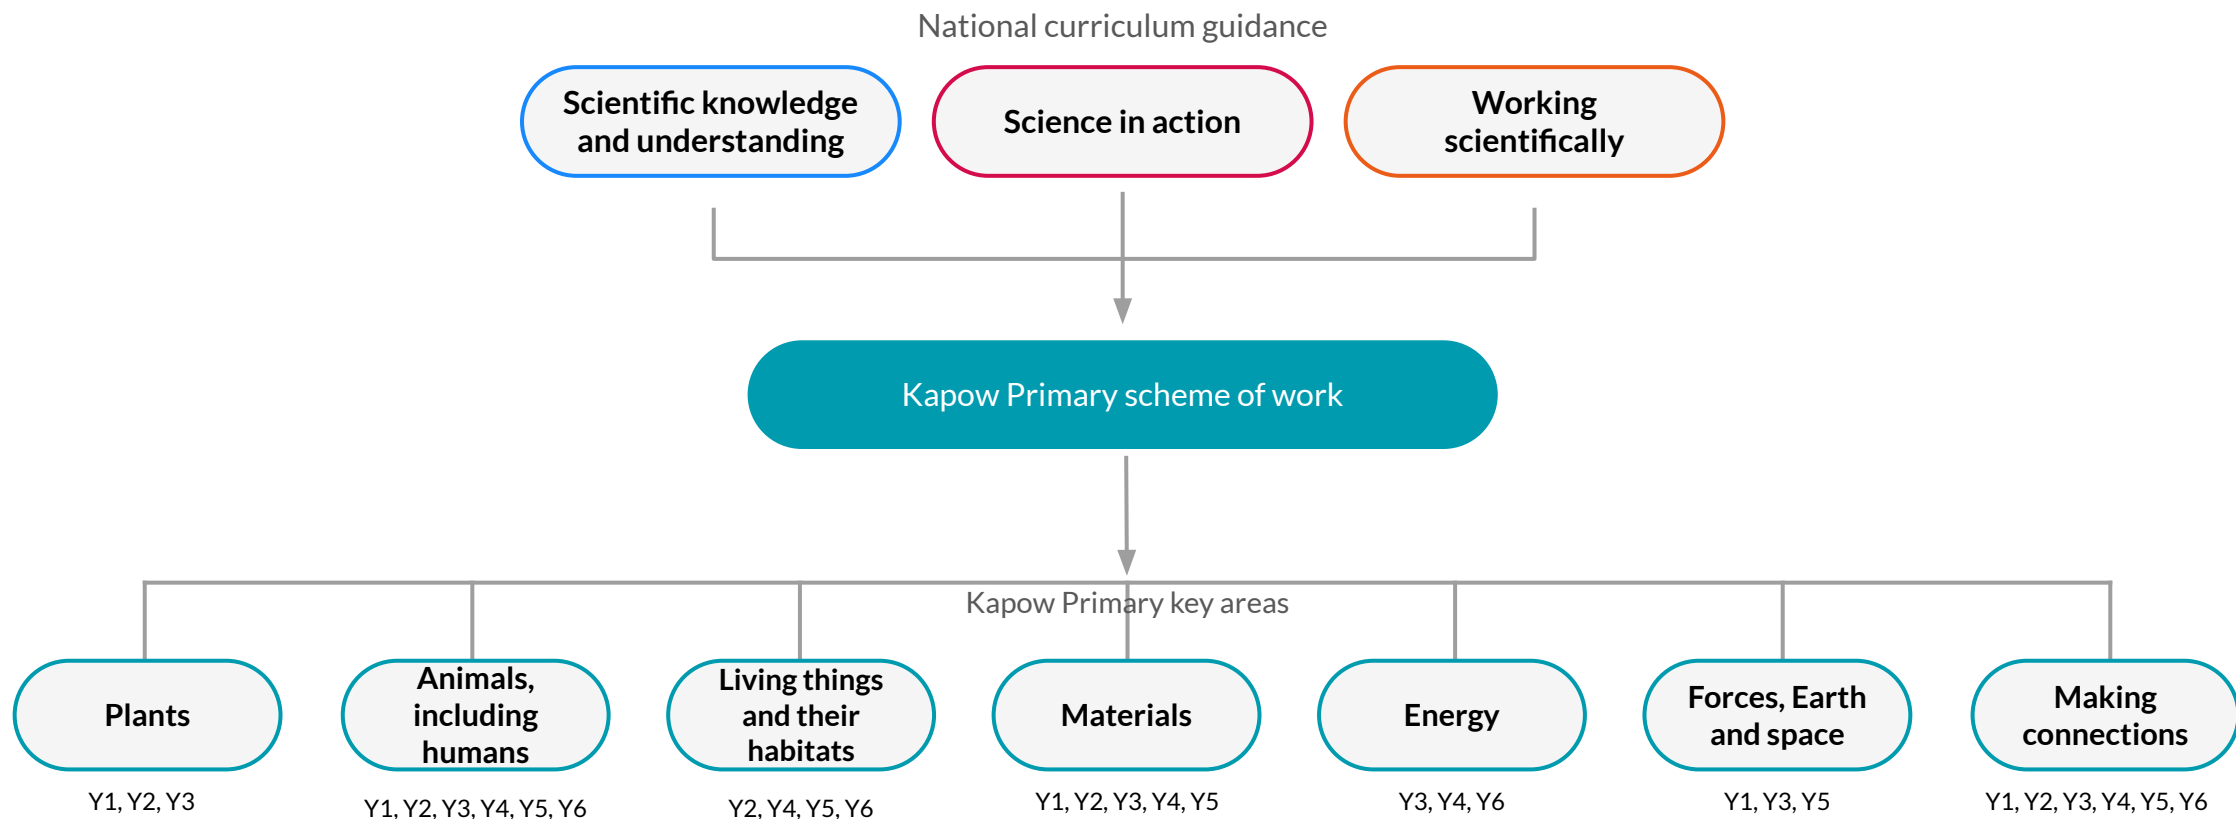 National curriculum guidance
Scientific knowledge
and understanding
Science in action
Working
scientifically
Kapow Primary scheme of work
Kapow Primary key areas
Plants
Animals,
including
humans
Living things
and their
habitats
Materials
Energy
Forces, Earth
and space
Making
connections
Y1, Y2, Y3
Y1, Y2, Y3, Y4, Y5, Y6
Y2, Y4, Y5, Y6
Y1, Y2, Y3, Y4, Y5
Y3, Y4, Y6
Y1, Y3, Y5
Y1, Y2, Y3, Y4, Y5, Y6